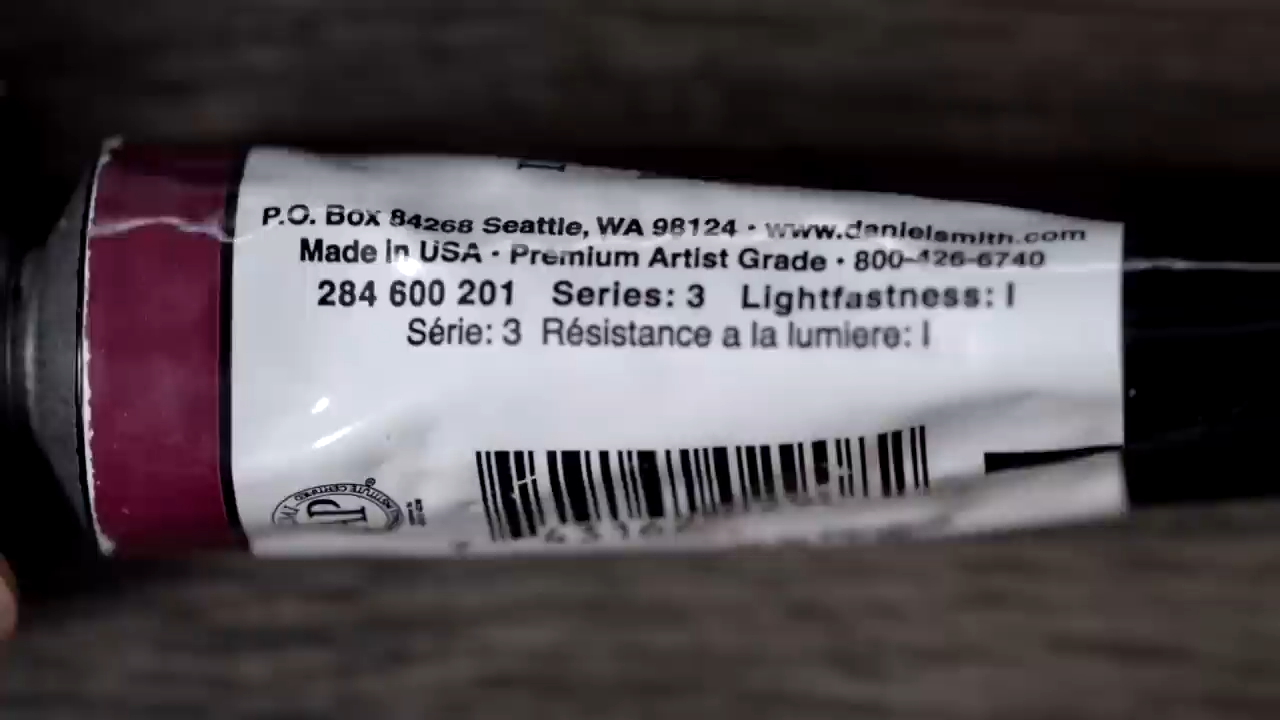 P.O. Box 84268 Seattle, WA 98124 • www.danielsmith.com
Made in USA • Premium Artist Grade • 800-426-6740
284 600 201 Series: 3 Lightfastness: I
Série: 3 Résistance a la lumiere: I
AP